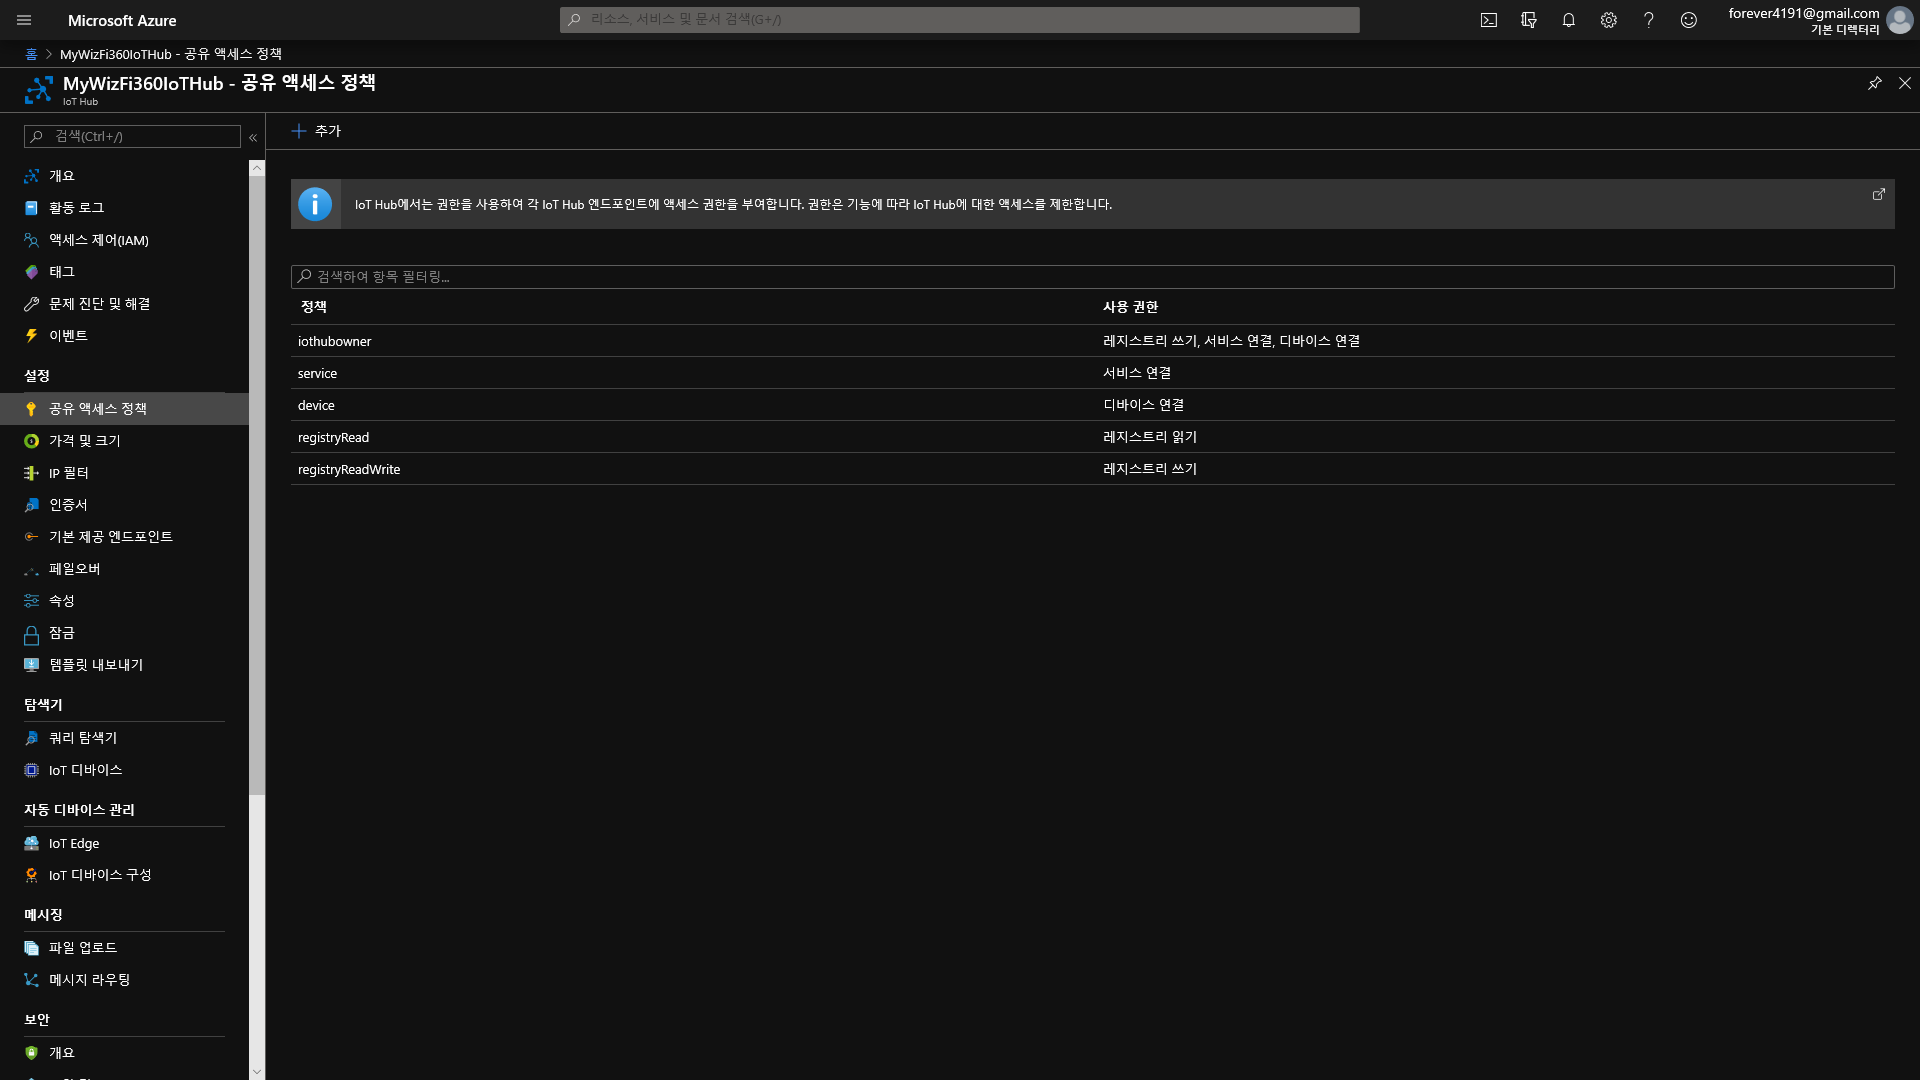 Microsoft Azure
리소스, 서비스 및 문서 검색(G+/)
forever4191@gmail.com
기본 디렉터리
홈 > MyWizFi360IoTHub - 공유 액세스 정책
MyWizFi360IoTHub - 공유 액세스 정책
IoT Hub
검색(Ctrl+/)
«
개요
활동 로그
액세스 제어(IAM)
태그
문제 진단 및 해결
이벤트
설정
공유 액세스 정책
가격 및 크기
IP 필터
인증서
기본 제공 엔드포인트
페일오버
속성
잠금
템플릿 내보내기
탐색기
쿼리 탐색기
IoT 디바이스
자동 디바이스 관리
IoT Edge
IoT 디바이스 구성
메시징
파일 업로드
메시지 라우팅
보안
개요
추가
IoT Hub에서는 권한을 사용하여 각 IoT Hub 엔드포인트에 액세스 권한을 부여합니다. 권한은 기능에 따라 IoT Hub에 대한 액세스를 제한합니다.
검색하여 항목 필터링...
정책 사용 권한
iothubowner 레지스트리 쓰기, 서비스 연결, 디바이스 연결
service 서비스 연결
device 디바이스 연결
registryRead 레지스트리 읽기
registryReadWrite 레지스트리 쓰기